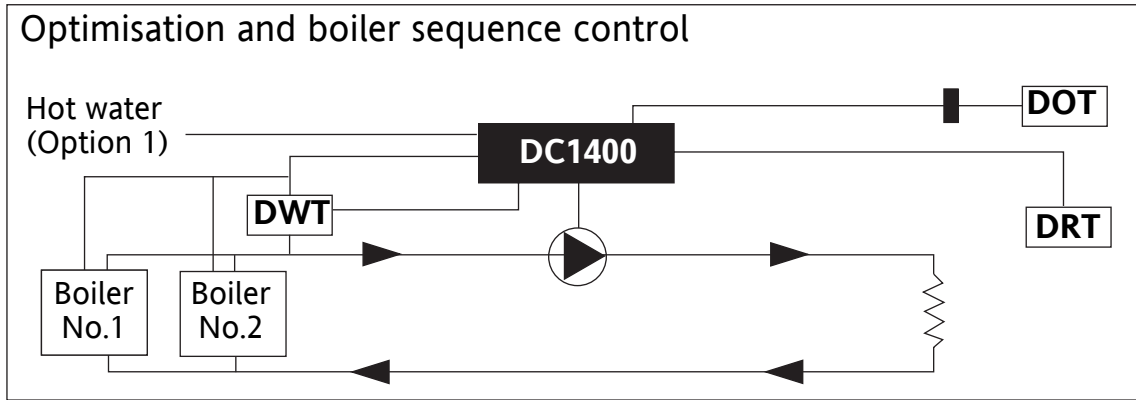 Optimisation and boiler sequence control
Hot water
(Option 1)
DC1400
DOT
DWT
DRT
Boiler
No.1
Boiler
No.2